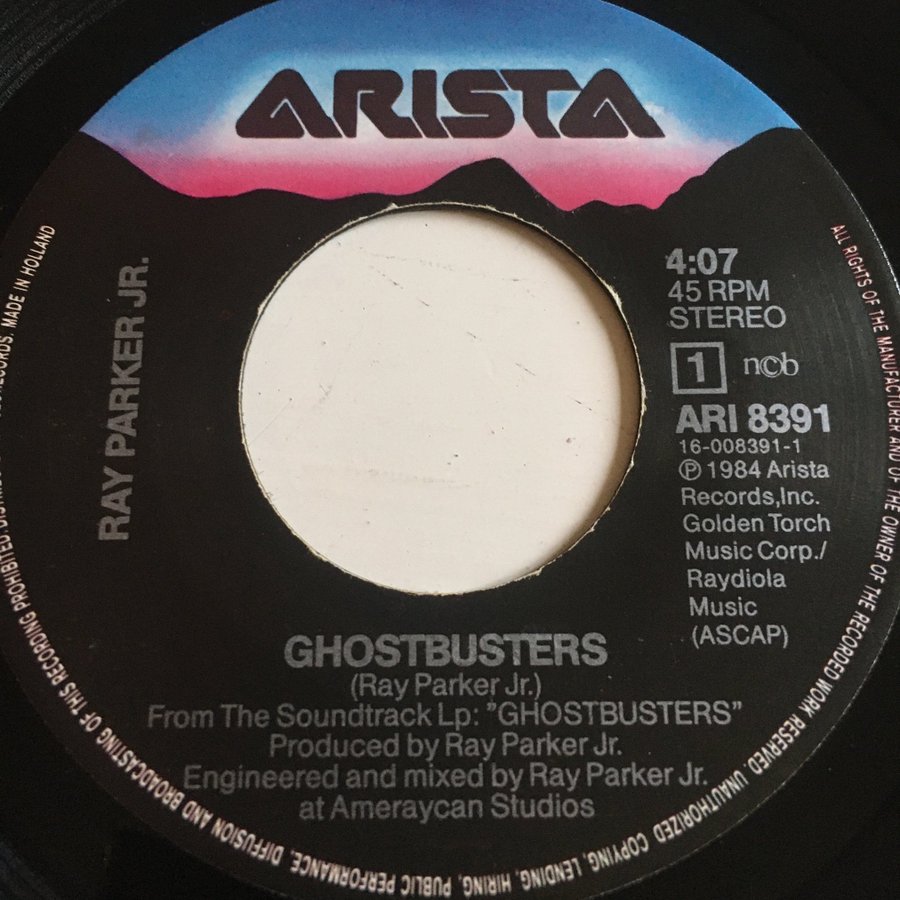 ARISTA
RAY PARKER JR.
4:07
45 RPM
STEREO
1 n©b
ARI 8391
16-008391-1
℗ 1984 Arista
Records,Inc.
Golden Torch
Music Corp./
Raydiola
Music
(ASCAP)
GHOSTBUSTERS
(Ray Parker Jr.)
From The Soundtrack Lp: "GHOSTBUSTERS"
Produced by Ray Parker Jr.
Engineered and mixed by Ray Parker Jr.
at Ameraycan Studios
ALL RIGHTS OF THE MANUFACTURER AND OF THE OWNER OF THE RECORDED WORK RESERVED. UNAUTHORIZED COPYING, LENDING, HIRING, PUBLIC PERFORMANCE, DIFFUSION AND BROADCASTING OF THIS RECORDING PROHIBITED. RECORDS. MADE IN HOLLAND